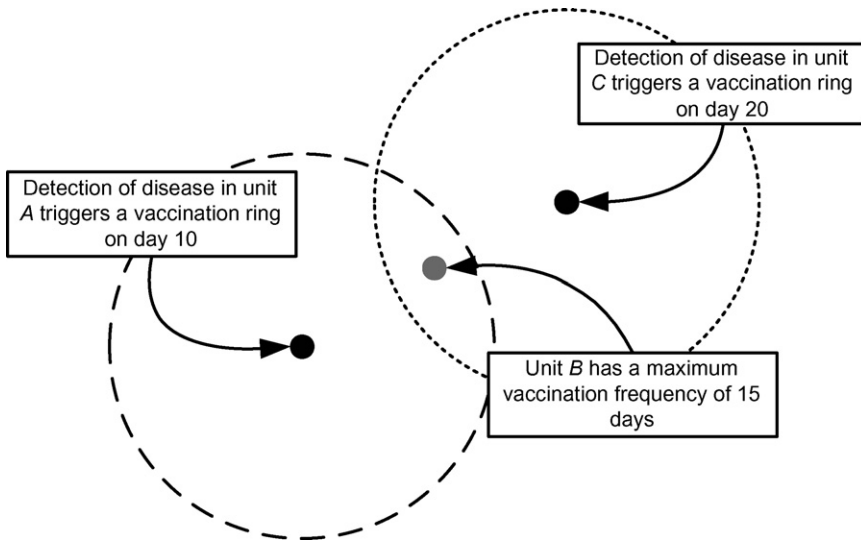 Detection of disease in unit
C triggers a vaccination ring
on day 20
Detection of disease in unit
A triggers a vaccination ring
on day 10
Unit B has a maximum
vaccination frequency of 15
days